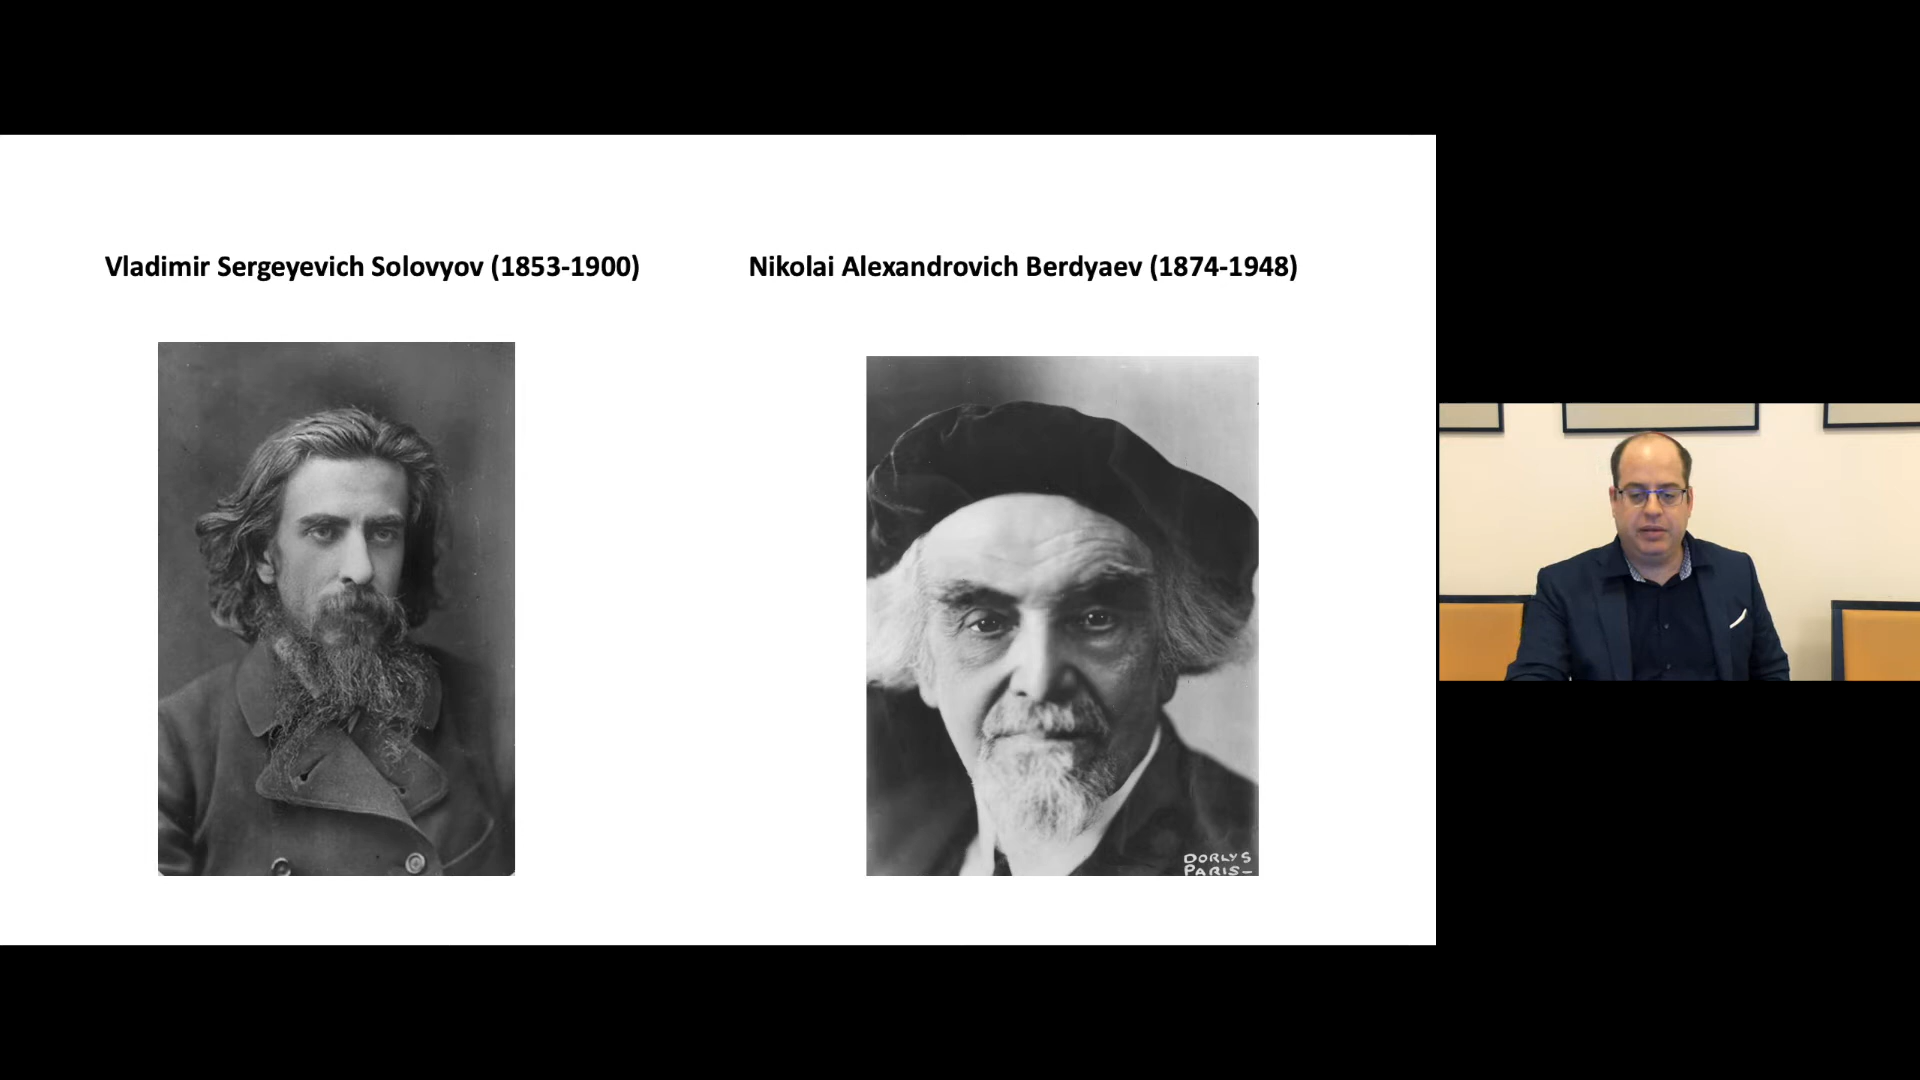 Vladimir Sergeyevich Solovyov (1853-1900)
Nikolai Alexandrovich Berdyaev (1874-1948)
DORLYS
PARIS-